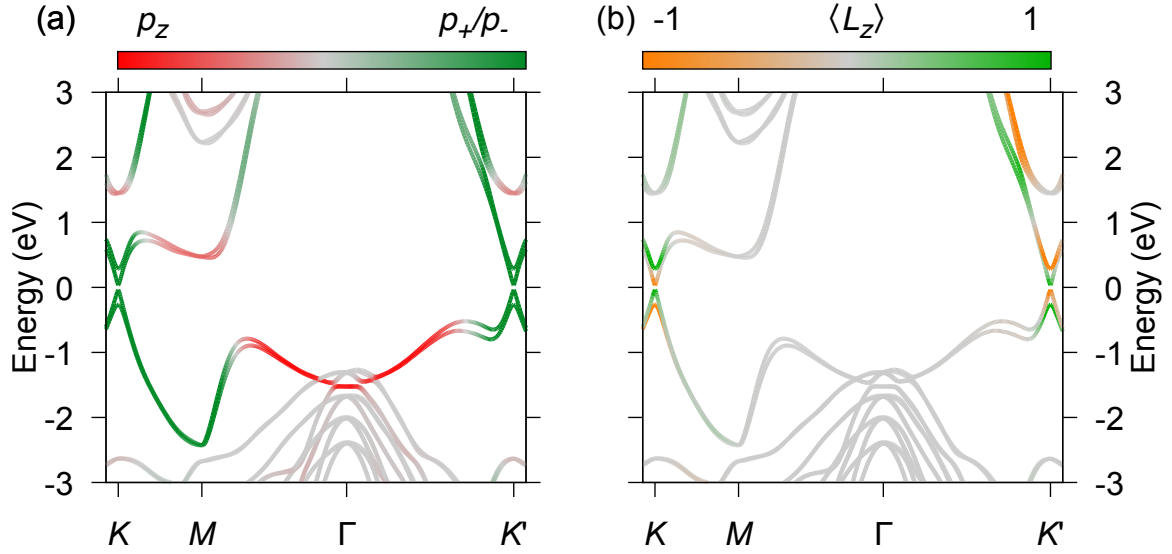 (a) p_z p_+/p_-
(b) -1 ⟨L_z⟩ 1
Energy (eV)
3
2
1
0
-1
-2
-3
K M Γ K'
3
2
1
0
-1
-2
-3
Energy (eV)
K M Γ K'